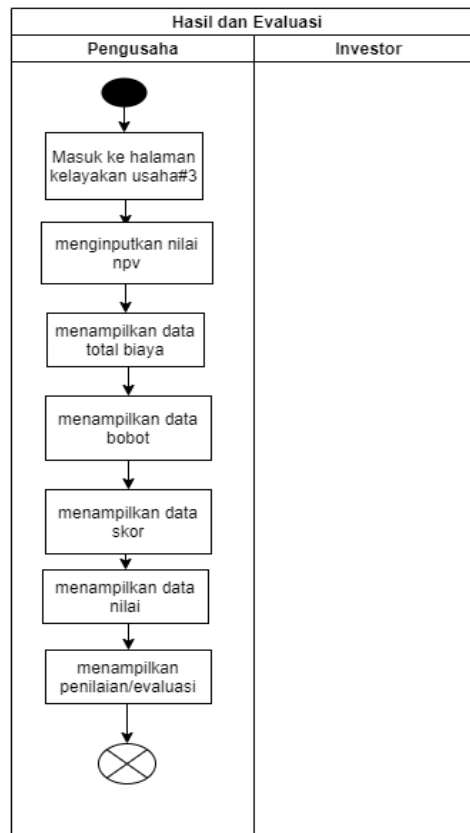 Hasil dan Evaluasi
Pengusaha
Investor
Masuk ke halaman
kelayakan usaha#3
menginputkan nilai
npv
menampilkan data
total biaya
menampilkan data
bobot
menampilkan data
skor
menampilkan data
nilai
menampilkan
penilaian/evaluasi